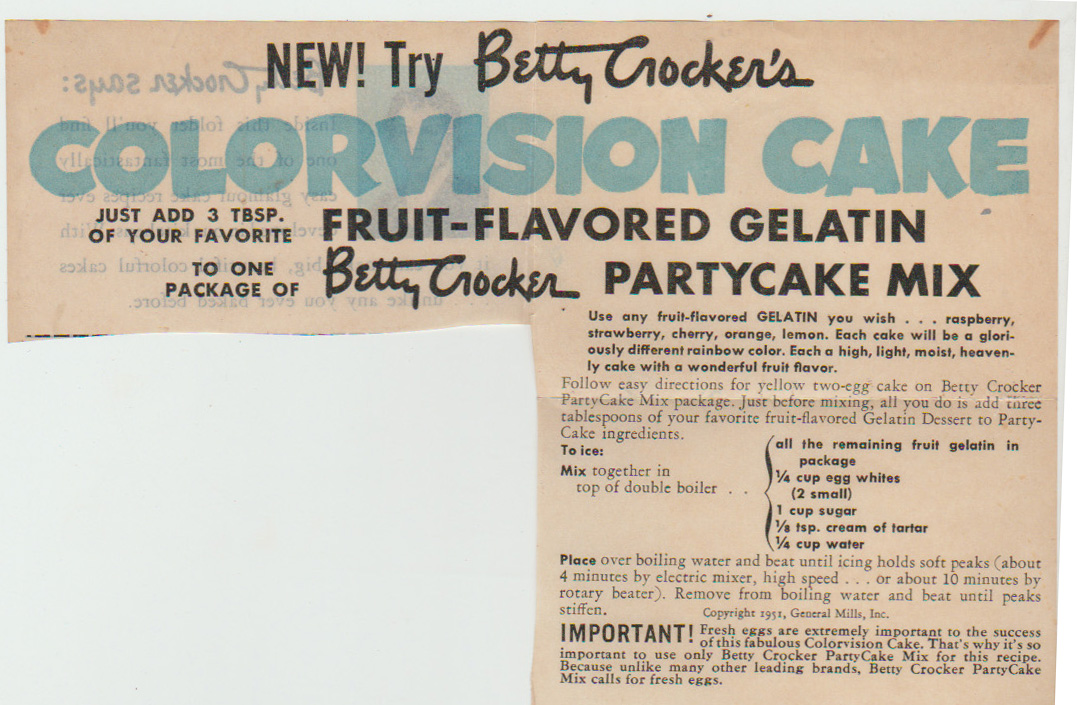 NEW! Try Betty Crocker's
COLORVISION CAKE
JUST ADD 3 TBSP.
OF YOUR FAVORITE
FRUIT-FLAVORED GELATIN
TO ONE
PACKAGE OF
Betty Crocker PARTYCAKE MIX
Use any fruit-flavored GELATIN you wish . . . raspberry,
strawberry, cherry, orange, lemon. Each cake will be a glori-
ously different rainbow color. Each a high, light, moist, heaven-
ly cake with a wonderful fruit flavor.
Follow easy directions for yellow two-egg cake on Betty Crocker
PartyCake Mix package. Just before mixing, all you do is add three
tablespoons of your favorite fruit-flavored Gelatin Dessert to Party-
Cake ingredients.
To ice:
Mix together in
top of double boiler . .
all the remaining fruit gelatin in
package
¼ cup egg whites
(2 small)
1 cup sugar
⅛ tsp. cream of tartar
¼ cup water
Place over boiling water and beat until icing holds soft peaks (about
4 minutes by electric mixer, high speed . . . or about 10 minutes by
rotary beater). Remove from boiling water and beat until peaks
stiffen. Copyright 1951, General Mills, Inc.
IMPORTANT! Fresh eggs are extremely important to the success
of this fabulous Colorvision Cake. That's why it's so
important to use only Betty Crocker PartyCake Mix for this recipe.
Because unlike many other leading brands, Betty Crocker PartyCake
Mix calls for fresh eggs.